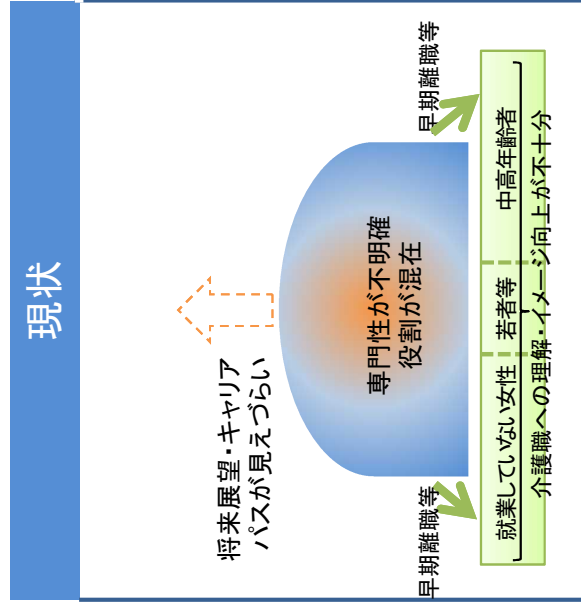 現状
将来展望・キャリア
パスが見えづらい
専門性が不明確
役割が混在
早期離職等
早期離職等
就業していない女性
若者等
中高年齢者
介護職への理解・イメージ向上が不十分